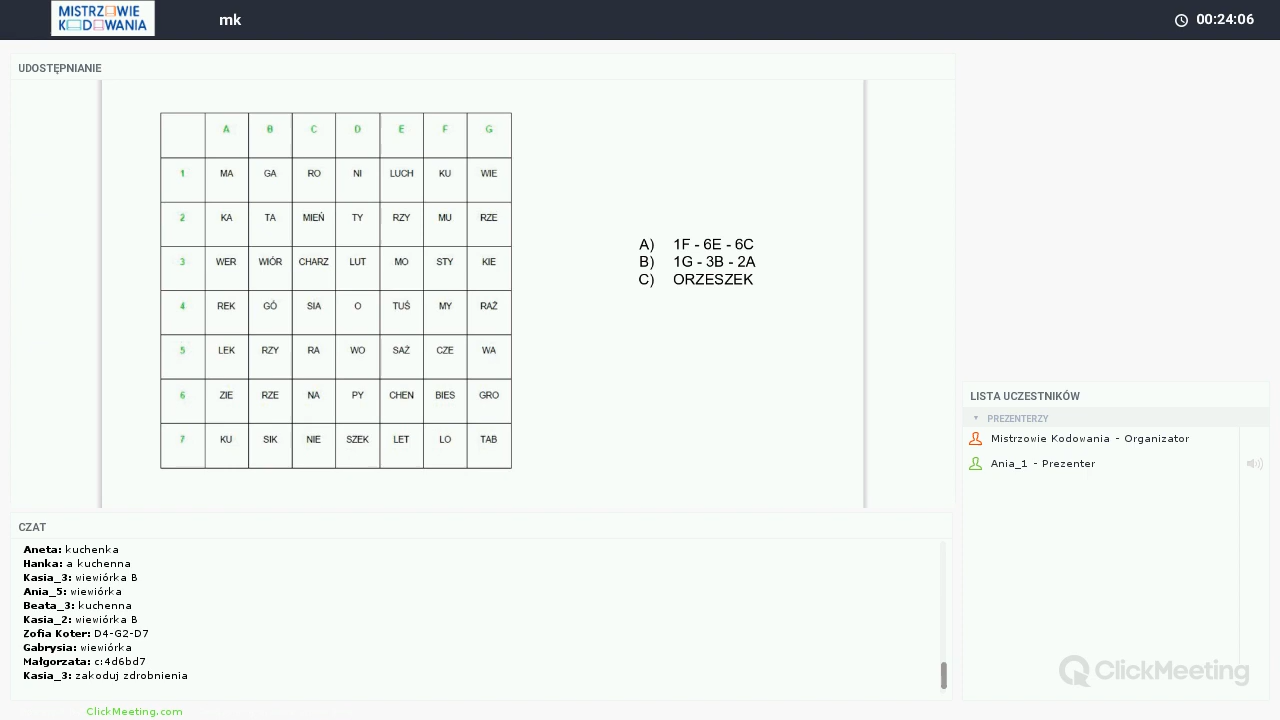 MISTRZOWIE
KODOWANIA
mk
00:24:06
UDOSTĘPNIANIE
A B C D E F G
1 MA GA RO NI LUCH KU WIE
2 KA TA MIEŃ TY RZY MU RZE
3 WER WIÓR CHARZ LUT MO STY KIE
4 REK GÓ SIA O TUŚ MY RAŻ
5 LEK RZY RA WO SAŻ CZE WA
6 ZIE RZE NA PY CHEN BIES GRO
7 KU SIK NIE SZEK LET LO TAB
A) 1F - 6E - 6C
B) 1G - 3B - 2A
C) ORZESZEK
LISTA UCZESTNIKÓW
PREZENTERZY
Mistrzowie Kodowania - Organizator
Ania_1 - Prezenter
CZAT
Aneta: kuchenka
Hanka: a kuchenna
Kasia_3: wiewiórka B
Ania_5: wiewiórka
Beata_3: kuchenna
Kasia_2: wiewiórka B
Zofia Koter: D4-G2-D7
Gabrysia: wiewiórka
Małgorzata: c:4d6bd7
Kasia_3: zakoduj zdrobnienia
ClickMeeting
ClickMeeting.com